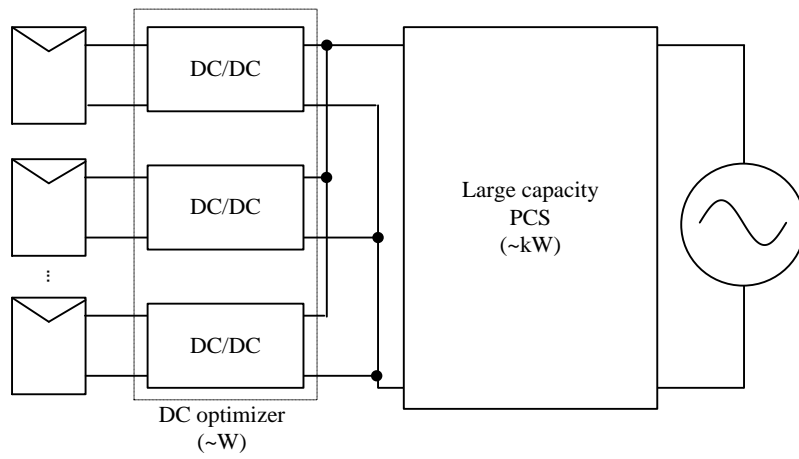 DC/DC
DC/DC
Large capacity
PCS
(~kW)
...
DC/DC
DC optimizer
(~W)